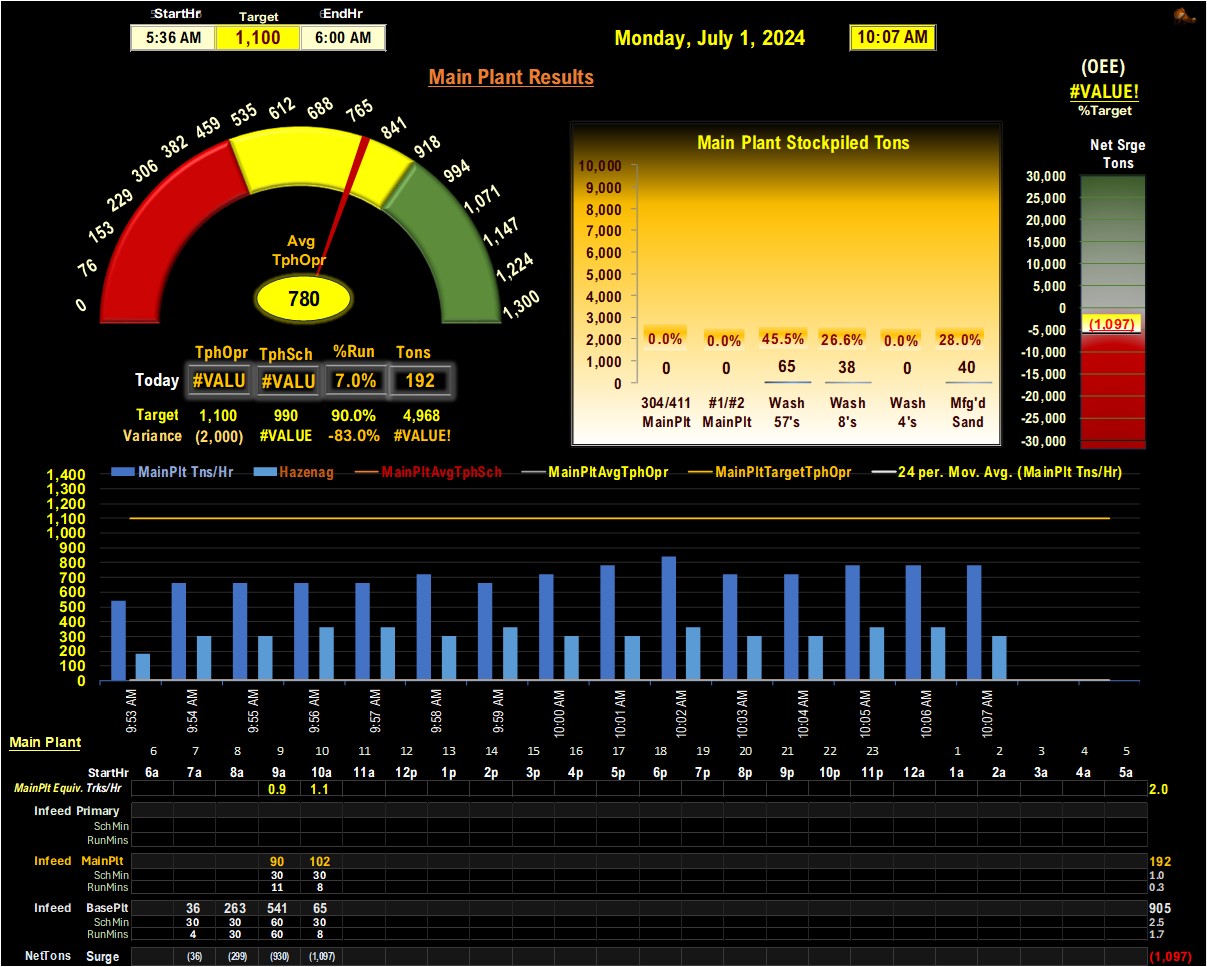 StartHr Target EndHr
5:36 AM 1,100 6:00 AM
Monday, July 1, 2024 10:07 AM
Main Plant Results
(OEE)
#VALUE!
%Target
0 76 153 229 306 382 459 535 612 688 765 841 918 994 1,071 1,147 1,224 1,300
Avg
TphOpr
780
TphOpr TphSch %Run Tons
Today #VALU #VALU 7.0% 192
Target 1,100 990 90.0% 4,968
Variance (2,000) #VALUE -83.0% #VALUE!
Main Plant Stockpiled Tons
10,000
9,000
8,000
7,000
6,000
5,000
4,000
3,000
2,000
1,000
0
0.0% 0.0% 45.5% 26.6% 0.0% 28.0%
0 0 65 38 0 40
304/411 #1/#2 Wash Wash Wash Mfg'd
MainPlt MainPlt 57's 8's 4's Sand
Net Srge
Tons
30,000
25,000
20,000
15,000
10,000
5,000
0
-5,000
-10,000
-15,000
-20,000
-25,000
-30,000
(1,097)
MainPlt Tns/Hr Hazenag MainPltAvgTphSch MainPltAvgTphOpr MainPltTargetTphOpr 24 per. Mov. Avg. (MainPlt Tns/Hr)
1,400
1,300
1,200
1,100
1,000
900
800
700
600
500
400
300
200
100
0
9:53 AM 9:54 AM 9:55 AM 9:56 AM 9:57 AM 9:58 AM 9:59 AM 10:00 AM 10:01 AM 10:02 AM 10:03 AM 10:04 AM 10:05 AM 10:06 AM 10:07 AM
Main Plant
6 7 8 9 10 11 12 13 14 15 16 17 18 19 20 21 22 23 1 2 3 4 5
StartHr 6a 7a 8a 9a 10a 11a 12p 1p 2p 3p 4p 5p 6p 7p 8p 9p 10p 11p 12a 1a 2a 3a 4a 5a
MainPlt Equiv. Trks/Hr 0.9 1.1 2.0
Infeed Primary
SchMin
RunMins
Infeed MainPlt 90 102 192
SchMin 30 30 1.0
RunMins 11 8 0.3
Infeed BasePlt 36 263 541 65 905
SchMin 30 30 60 30 2.5
RunMins 4 30 60 8 1.7
NetTons Surge (36) (299) (930) (1,097) (1,097)